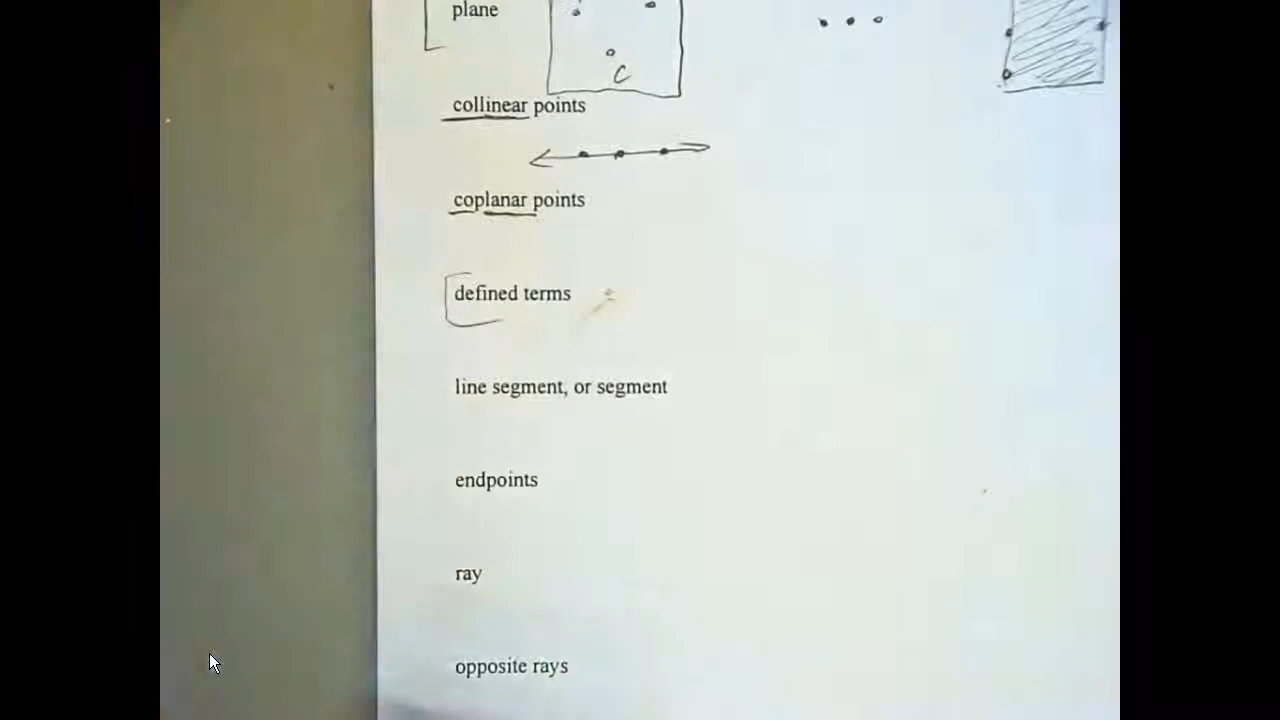 plane
C
collinear points
coplanar points
defined terms
line segment, or segment
endpoints
ray
opposite rays